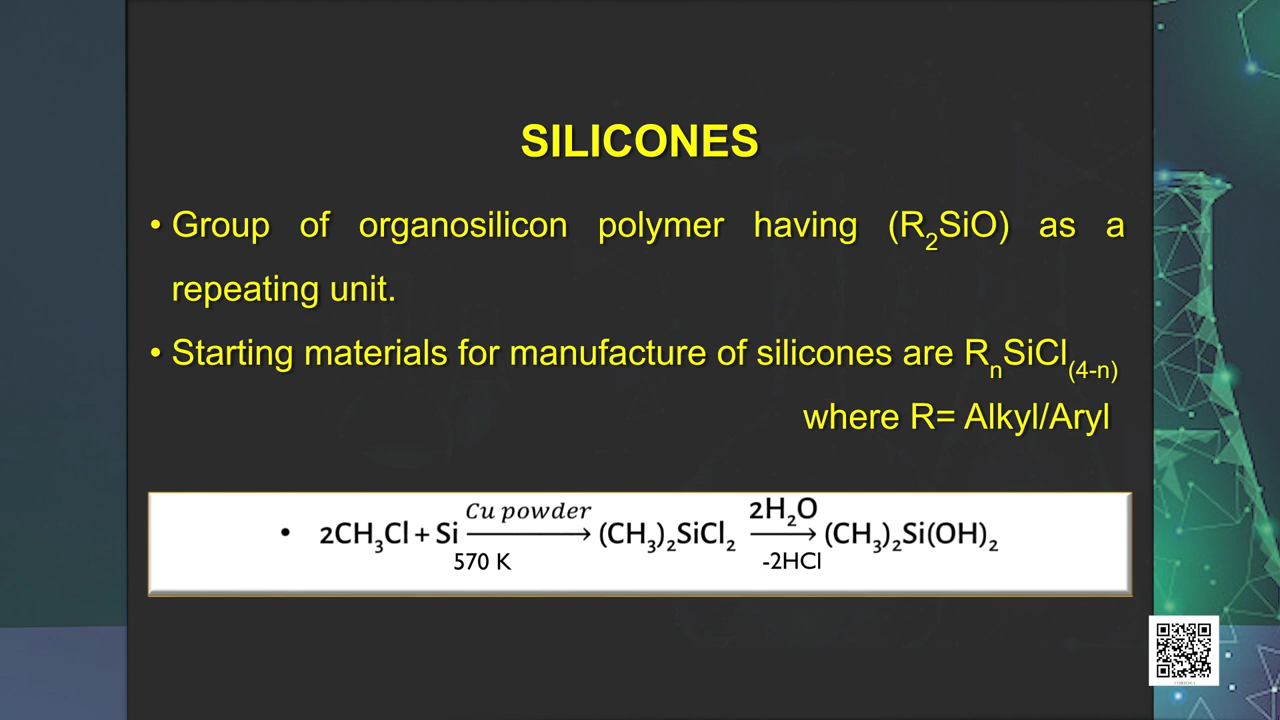 SILICONES
• Group of organosilicon polymer having (R₂SiO) as a
repeating unit.
• Starting materials for manufacture of silicones are RₙSiCl₍₄₋ₙ₎
where R= Alkyl/Aryl
• 2CH₃Cl + Si —Cu powder / 570 K→ (CH₃)₂SiCl₂ —2H₂O / -2HCl→ (CH₃)₂Si(OH)₂